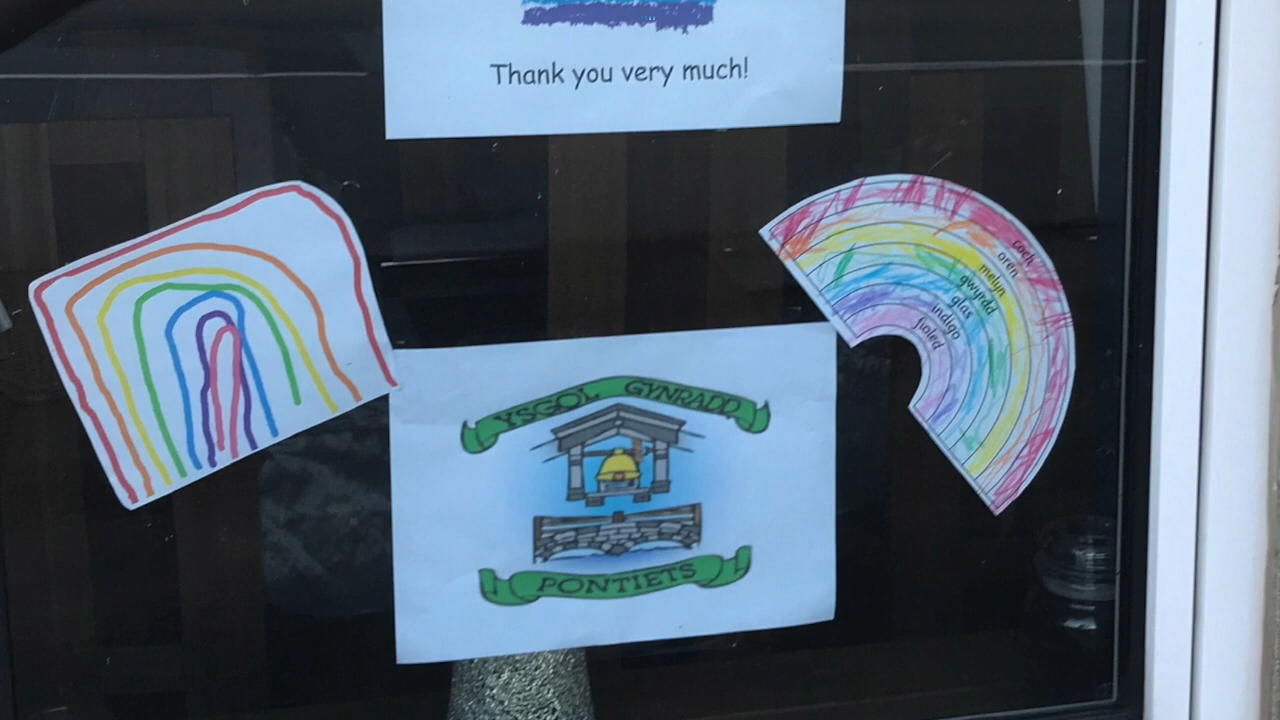 Thank you very much!
coch
oren
melyn
gwyrdd
glas
indigo
fioled
YSGOL GYNRADD
PONTIETS